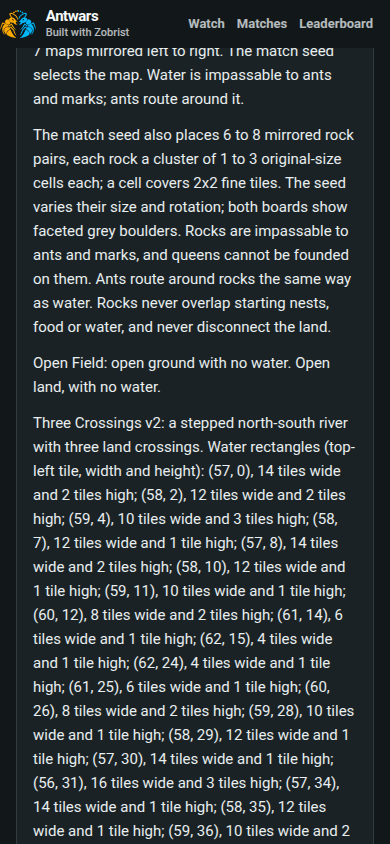 Antwars
Built with Zobrist
Watch Matches Leaderboard
7 maps mirrored left to right. The match seed
selects the map. Water is impassable to ants
and marks; ants route around it.
The match seed also places 6 to 8 mirrored rock
pairs, each rock a cluster of 1 to 3 original-size
cells each; a cell covers 2x2 fine tiles. The seed
varies their size and rotation; both boards show
faceted grey boulders. Rocks are impassable to
ants and marks, and queens cannot be founded
on them. Ants route around rocks the same way
as water. Rocks never overlap starting nests,
food or water, and never disconnect the land.
Open Field: open ground with no water. Open
land, with no water.
Three Crossings v2: a stepped north-south river
with three land crossings. Water rectangles (top-
left tile, width and height): (57, 0), 14 tiles wide
and 2 tiles high; (58, 2), 12 tiles wide and 2 tiles
high; (59, 4), 10 tiles wide and 3 tiles high; (58,
7), 12 tiles wide and 1 tile high; (57, 8), 14 tiles
wide and 2 tiles high; (58, 10), 12 tiles wide and
1 tile high; (59, 11), 10 tiles wide and 1 tile high;
(60, 12), 8 tiles wide and 2 tiles high; (61, 14), 6
tiles wide and 1 tile high; (62, 15), 4 tiles wide
and 1 tile high; (62, 24), 4 tiles wide and 1 tile
high; (61, 25), 6 tiles wide and 1 tile high; (60,
26), 8 tiles wide and 2 tiles high; (59, 28), 10 tiles
wide and 1 tile high; (58, 29), 12 tiles wide and 1
tile high; (57, 30), 14 tiles wide and 1 tile high;
(56, 31), 16 tiles wide and 3 tiles high; (57, 34),
14 tiles wide and 1 tile high; (58, 35), 12 tiles
wide and 1 tile high; (59, 36), 10 tiles wide and 2